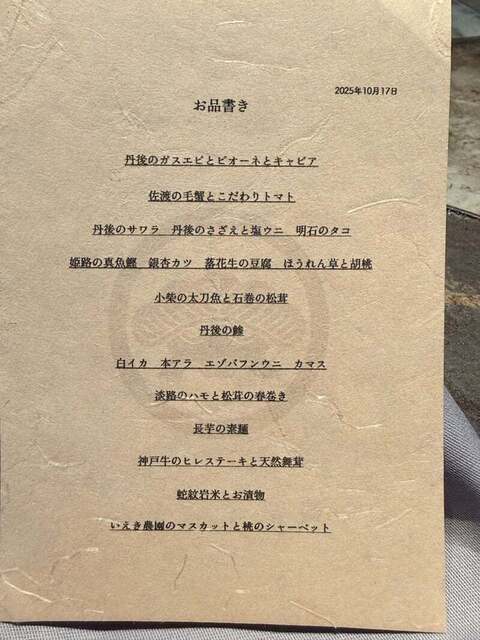 2025年10月17日
お品書き
丹後のガスエビとピオーネとキャビア
佐渡の毛蟹とこだわりトマト
丹後のサワラ　丹後のさざえと塩ウニ　明石のタコ
姫路の真魚鰹　銀杏カツ　落花生の豆腐　ほうれん草と胡桃
小柴の太刀魚と石巻の松茸
丹後の鰺
白イカ　本アラ　エゾバフンウニ　カマス
淡路のハモと松茸の春巻き
長芋の素麺
神戸牛のヒレステーキと天然舞茸
蛇紋岩米とお漬物
いえき農園のマスカットと桃のシャーベット